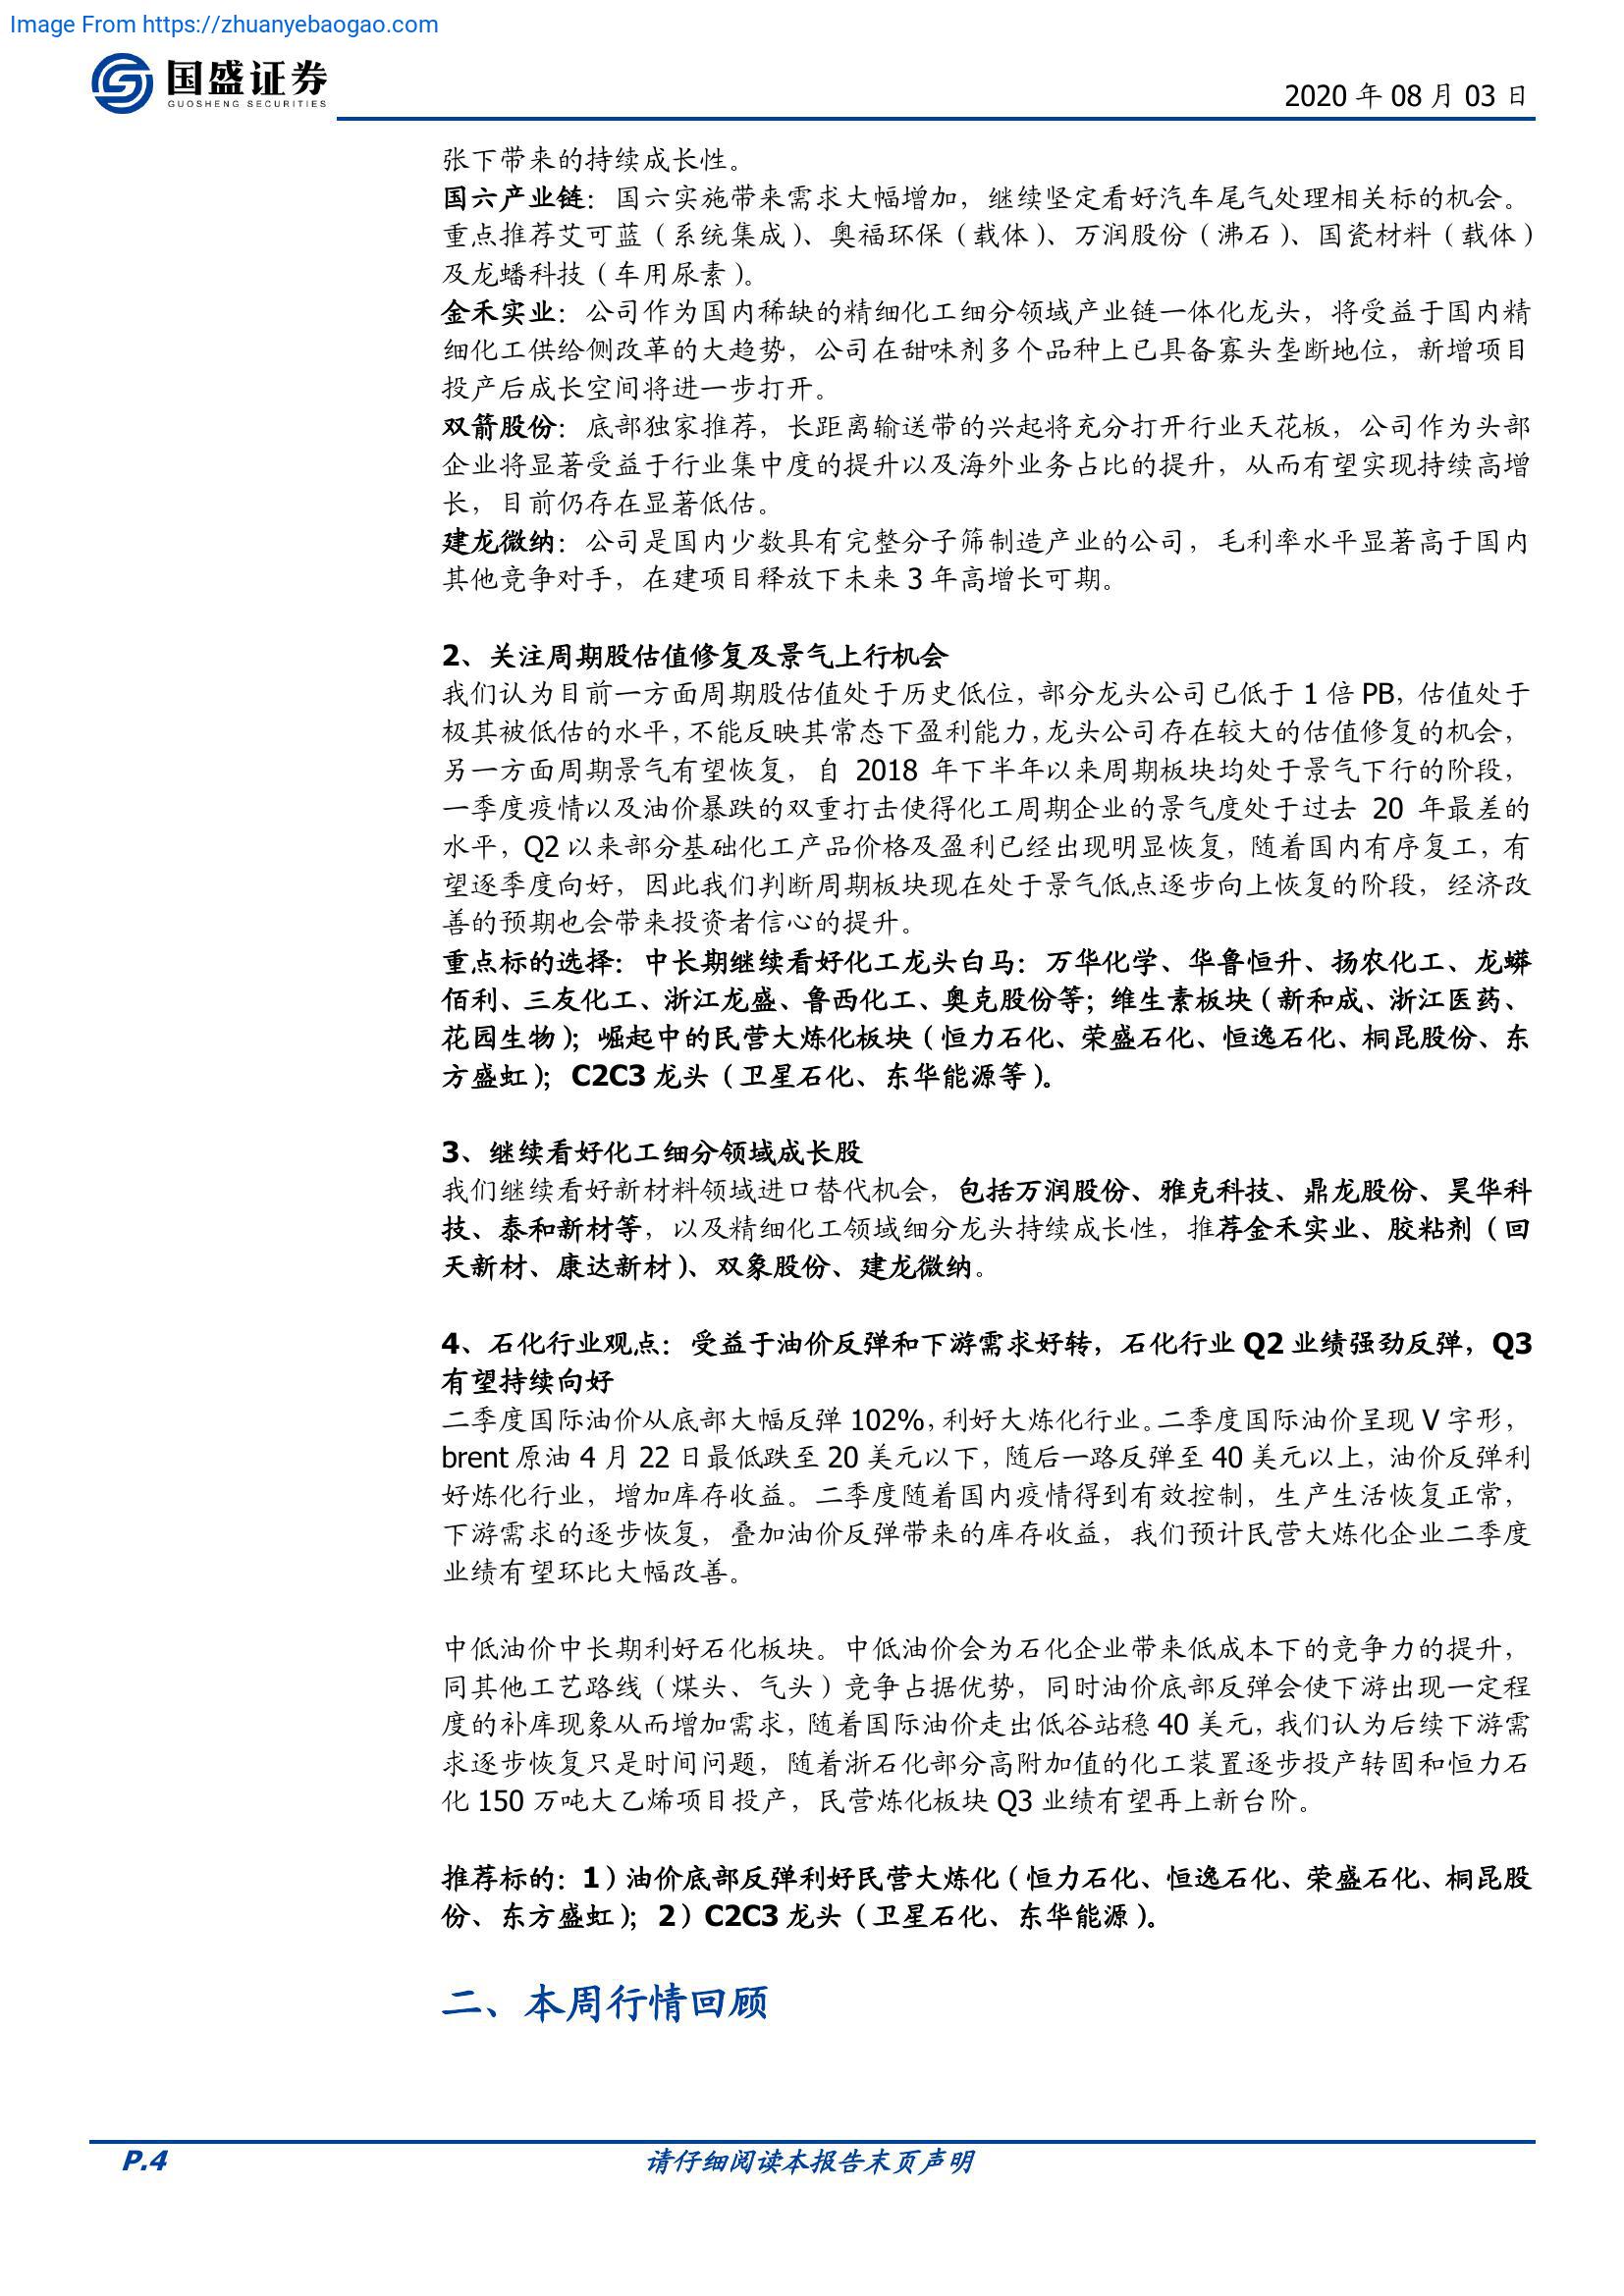 Image From https://zhuanyebaogao.com
国盛证券
GUOSHENG SECURITIES
2020 年 08 月 03 日
张下带来的持续成长性。
国六产业链：国六实施带来需求大幅增加，继续坚定看好汽车尾气处理相关标的机会。
重点推荐艾可蓝（系统集成）、奥福环保（载体）、万润股份（沸石）、国瓷材料（载体）
及龙蟠科技（车用尿素）。
金禾实业：公司作为国内稀缺的精细化工细分领域产业链一体化龙头，将受益于国内精
细化工供给侧改革的大趋势，公司在甜味剂多个品种上已具备寡头垄断地位，新增项目
投产后成长空间将进一步打开。
双箭股份：底部独家推荐，长距离输送带的兴起将充分打开行业天花板，公司作为头部
企业将显著受益于行业集中度的提升以及海外业务占比的提升，从而有望实现持续高增
长，目前仍存在显著低估。
建龙微纳：公司是国内少数具有完整分子筛制造产业的公司，毛利率水平显著高于国内
其他竞争对手，在建项目释放下未来 3 年高增长可期。
2、关注周期股估值修复及景气上行机会
我们认为目前一方面周期股估值处于历史低位，部分龙头公司已低于 1 倍 PB，估值处于
极其被低估的水平，不能反映其常态下盈利能力，龙头公司存在较大的估值修复的机会，
另一方面周期景气有望恢复，自 2018 年下半年以来周期板块均处于景气下行的阶段，
一季度疫情以及油价暴跌的双重打击使得化工周期企业的景气度处于过去 20 年最差的
水平，Q2 以来部分基础化工产品价格及盈利已经出现明显恢复，随着国内有序复工，有
望逐季度向好，因此我们判断周期板块现在处于景气低点逐步向上恢复的阶段，经济改
善的预期也会带来投资者信心的提升。
重点标的选择：中长期继续看好化工龙头白马：万华化学、华鲁恒升、扬农化工、龙蟒
佰利、三友化工、浙江龙盛、鲁西化工、奥克股份等；维生素板块（新和成、浙江医药、
花园生物）；崛起中的民营大炼化板块（恒力石化、荣盛石化、恒逸石化、桐昆股份、东
方盛虹）；C2C3 龙头（卫星石化、东华能源等）。
3、继续看好化工细分领域成长股
我们继续看好新材料领域进口替代机会，包括万润股份、雅克科技、鼎龙股份、昊华科
技、泰和新材等，以及精细化工领域细分龙头持续成长性，推荐金禾实业、胶粘剂（回
天新材、康达新材）、双象股份、建龙微纳。
4、石化行业观点：受益于油价反弹和下游需求好转，石化行业 Q2 业绩强劲反弹，Q3
有望持续向好
二季度国际油价从底部大幅反弹 102%，利好大炼化行业。二季度国际油价呈现 V 字形，
brent 原油 4 月 22 日最低跌至 20 美元以下，随后一路反弹至 40 美元以上，油价反弹利
好炼化行业，增加库存收益。二季度随着国内疫情得到有效控制，生产生活恢复正常，
下游需求的逐步恢复，叠加油价反弹带来的库存收益，我们预计民营大炼化企业二季度
业绩有望环比大幅改善。
中低油价中长期利好石化板块。中低油价会为石化企业带来低成本下的竞争力的提升，
同其他工艺路线（煤头、气头）竞争占据优势，同时油价底部反弹会使下游出现一定程
度的补库现象从而增加需求，随着国际油价走出低谷站稳 40 美元，我们认为后续下游需
求逐步恢复只是时间问题，随着浙石化部分高附加值的化工装置逐步投产转固和恒力石
化 150 万吨大乙烯项目投产，民营炼化板块 Q3 业绩有望再上新台阶。
推荐标的：1）油价底部反弹利好民营大炼化（恒力石化、恒逸石化、荣盛石化、桐昆股
份、东方盛虹）；2）C2C3 龙头（卫星石化、东华能源）。
二、本周行情回顾
P.4
请仔细阅读本报告末页声明